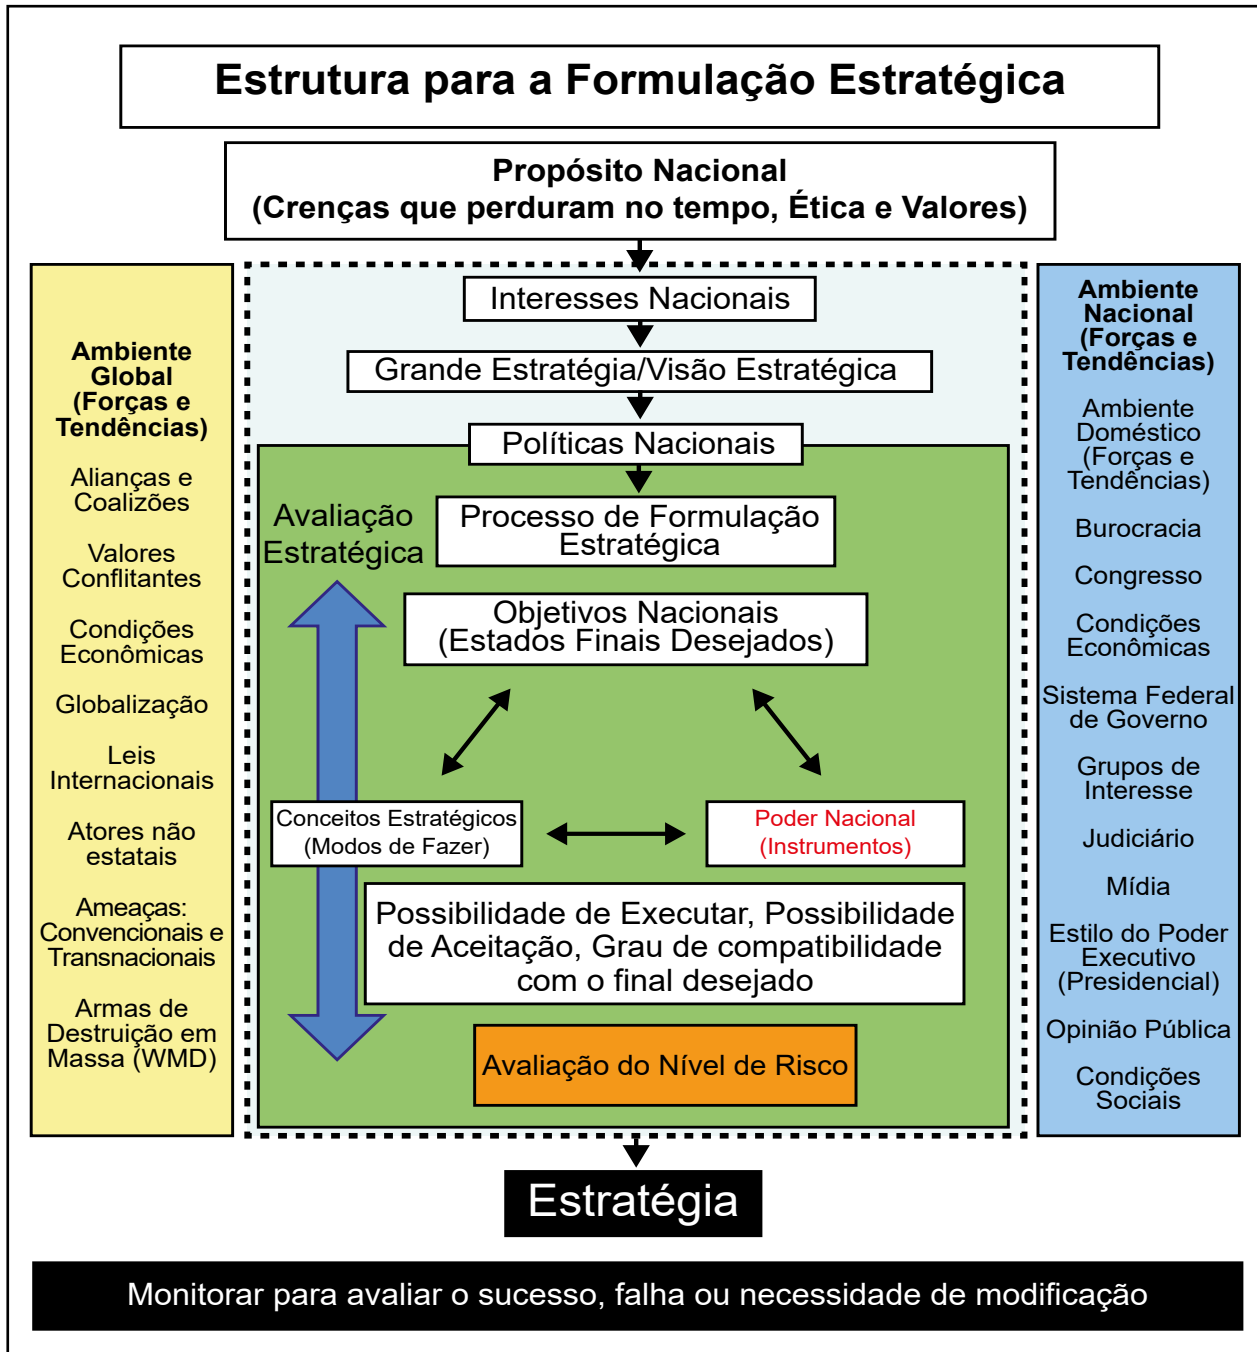 Estrutura para a Formulação Estratégica
Propósito Nacional
(Crenças que perduram no tempo, Ética e Valores)
Ambiente
Global
(Forças e
Tendências)
Alianças e
Coalizões
Valores
Conflitantes
Condições
Econômicas
Globalização
Leis
Internacionais
Atores não
estatais
Ameaças:
Convencionais e
Transnacionais
Armas de
Destruição em
Massa (WMD)
Interesses Nacionais
Grande Estratégia/Visão Estratégica
Políticas Nacionais
Avaliação
Estratégica
Processo de Formulação
Estratégica
Objetivos Nacionais
(Estados Finais Desejados)
Conceitos Estratégicos
(Modos de Fazer)
Poder Nacional
(Instrumentos)
Possibilidade de Executar, Possibilidade
de Aceitação, Grau de compatibilidade
com o final desejado
Avaliação do Nível de Risco
Ambiente
Nacional
(Forças e
Tendências)
Ambiente
Doméstico
(Forças e
Tendências)
Burocracia
Congresso
Condições
Econômicas
Sistema Federal
de Governo
Grupos de
Interesse
Judiciário
Mídia
Estilo do Poder
Executivo
(Presidencial)
Opinião Pública
Condições
Sociais
Estratégia
Monitorar para avaliar o sucesso, falha ou necessidade de modificação